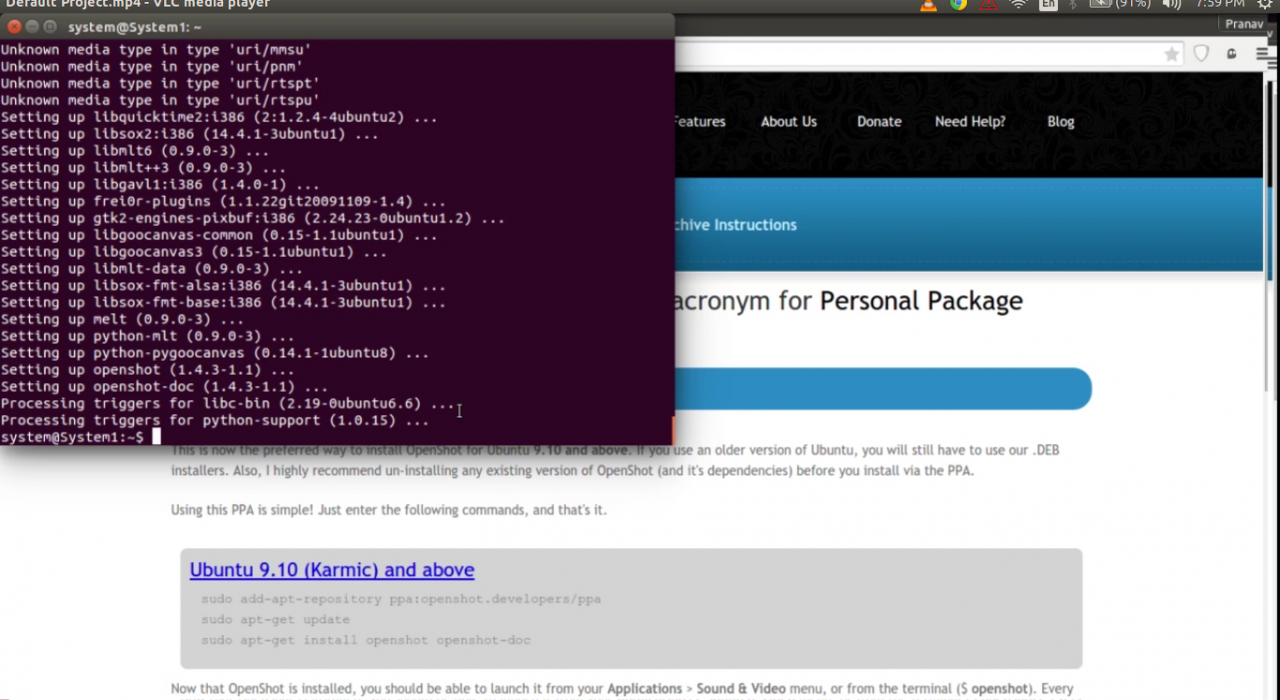 Default Project.mp4 - VLC media player
En
(91%)
7:59 PM
system@System1: ~
Pranav
Unknown media type in type 'uri/mmsu'
Unknown media type in type 'uri/pnm'
Unknown media type in type 'uri/rtspt'
Unknown media type in type 'uri/rtspu'
Setting up libquicktime2:i386 (2:1.2.4-4ubuntu2) ...
Setting up libsox2:i386 (14.4.1-3ubuntu1) ...
Setting up libmlt6 (0.9.0-3) ...
Setting up libmlt++3 (0.9.0-3) ...
Setting up libgavl1:i386 (1.4.0-1) ...
Setting up frei0r-plugins (1.1.22git20091109-1.4) ...
Setting up gtk2-engines-pixbuf:i386 (2.24.23-0ubuntu1.2) ...
Setting up libgoocanvas-common (0.15-1.1ubuntu1) ...
Setting up libgoocanvas3 (0.15-1.1ubuntu1) ...
Setting up libmlt-data (0.9.0-3) ...
Setting up libsox-fmt-alsa:i386 (14.4.1-3ubuntu1) ...
Setting up libsox-fmt-base:i386 (14.4.1-3ubuntu1) ...
Setting up melt (0.9.0-3) ...
Setting up python-mlt (0.9.0-3) ...
Setting up python-pygoocanvas (0.14.1-1ubuntu8) ...
Setting up openshot (1.4.3-1.1) ...
Setting up openshot-doc (1.4.3-1.1) ...
Processing triggers for libc-bin (2.19-0ubuntu6.6) ...
Processing triggers for python-support (1.0.15) ...
system@System1:~$
Features About Us Donate Need Help? Blog
chive Instructions
acronym for Personal Package
This is now the preferred way to install OpenShot for Ubuntu 9.10 and above. If you use an older version of Ubuntu, you will still have to use our .DEB
installers. Also, I highly recommend un-installing any existing version of OpenShot (and it's dependencies) before you install via the PPA.
Using this PPA is simple! Just enter the following commands, and that's it.
Ubuntu 9.10 (Karmic) and above
sudo add-apt-repository ppa:openshot.developers/ppa
sudo apt-get update
sudo apt-get install openshot openshot-doc
Now that OpenShot is installed, you should be able to launch it from your Applications > Sound & Video menu, or from the terminal ($ openshot). Every